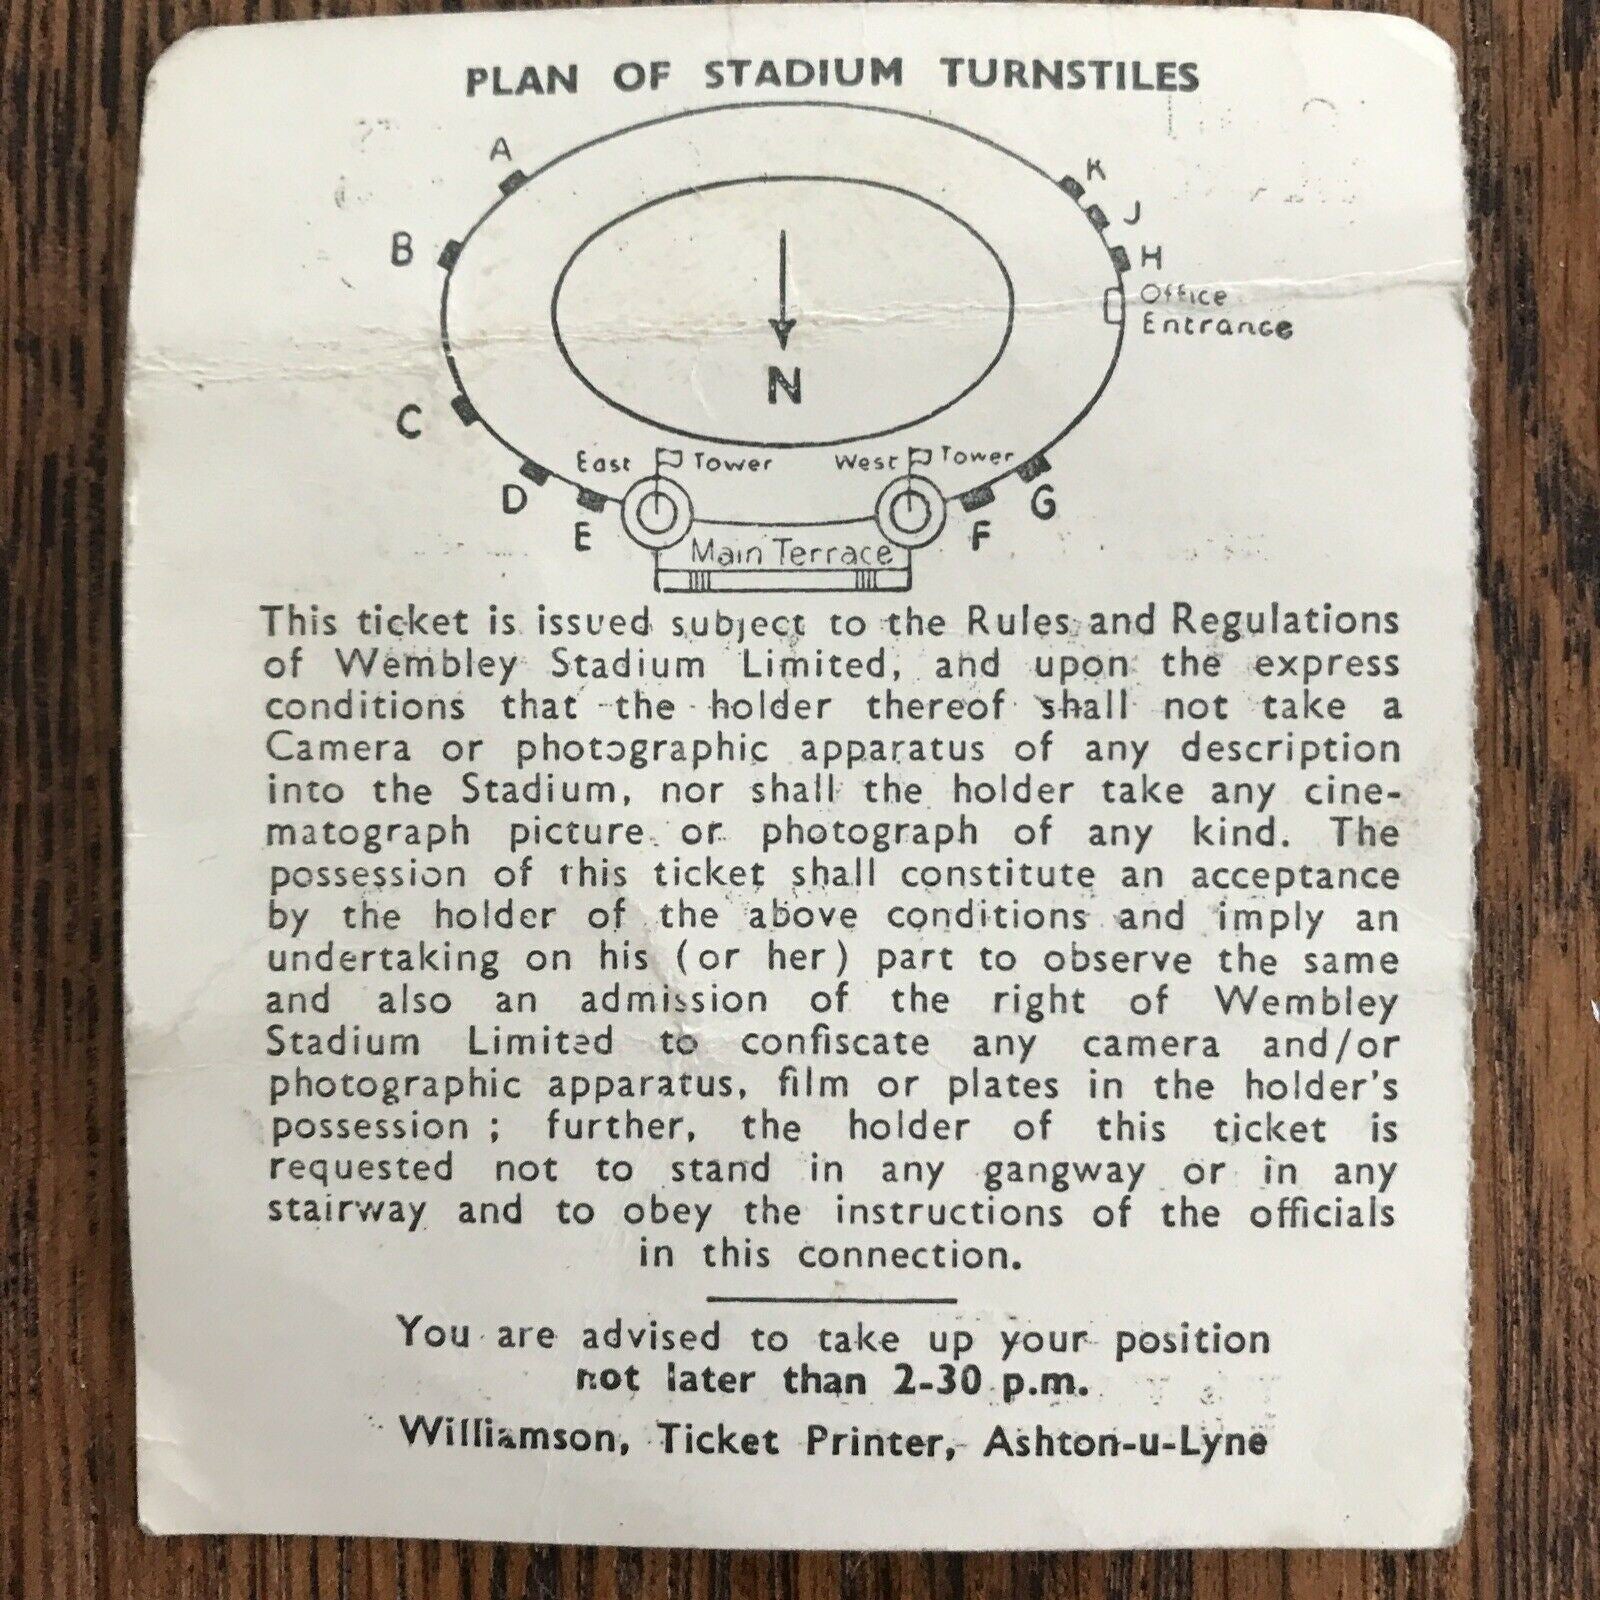 PLAN OF STADIUM TURNSTILES
A
K
J
B
H
Office
Entrance
N
C
East Tower
West Tower
D
G
E
F
Main Terrace
This ticket is issued subject to the Rules and Regulations
of Wembley Stadium Limited, and upon the express
conditions that the holder thereof shall not take a
Camera or photographic apparatus of any description
into the Stadium, nor shall the holder take any cine-
matograph picture or photograph of any kind. The
possession of this ticket shall constitute an acceptance
by the holder of the above conditions and imply an
undertaking on his (or her) part to observe the same
and also an admission of the right of Wembley
Stadium Limited to confiscate any camera and/or
photographic apparatus, film or plates in the holder's
possession ; further, the holder of this ticket is
requested not to stand in any gangway or in any
stairway and to obey the instructions of the officials
in this connection.
You are advised to take up your position
not later than 2-30 p.m.
Williamson, Ticket Printer, Ashton-u-Lyne